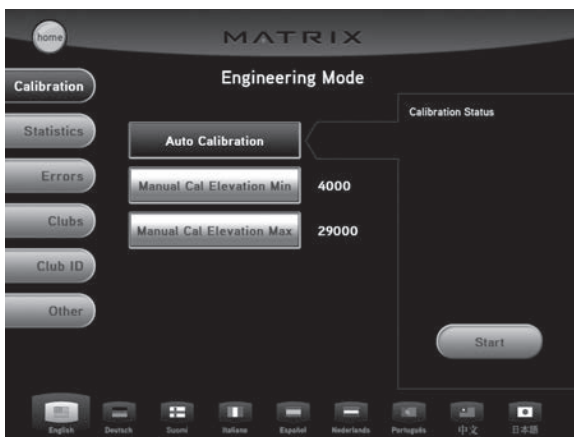 home
MATRIX
Engineering Mode
Calibration
Calibration Status
Statistics
Auto Calibration
Errors
Manual Cal Elevation Min 4000
Clubs
Manual Cal Elevation Max 29000
Club ID
Other
Start
English Deutsch Suomi Italiano Español Nederlands Português 中文 日本語